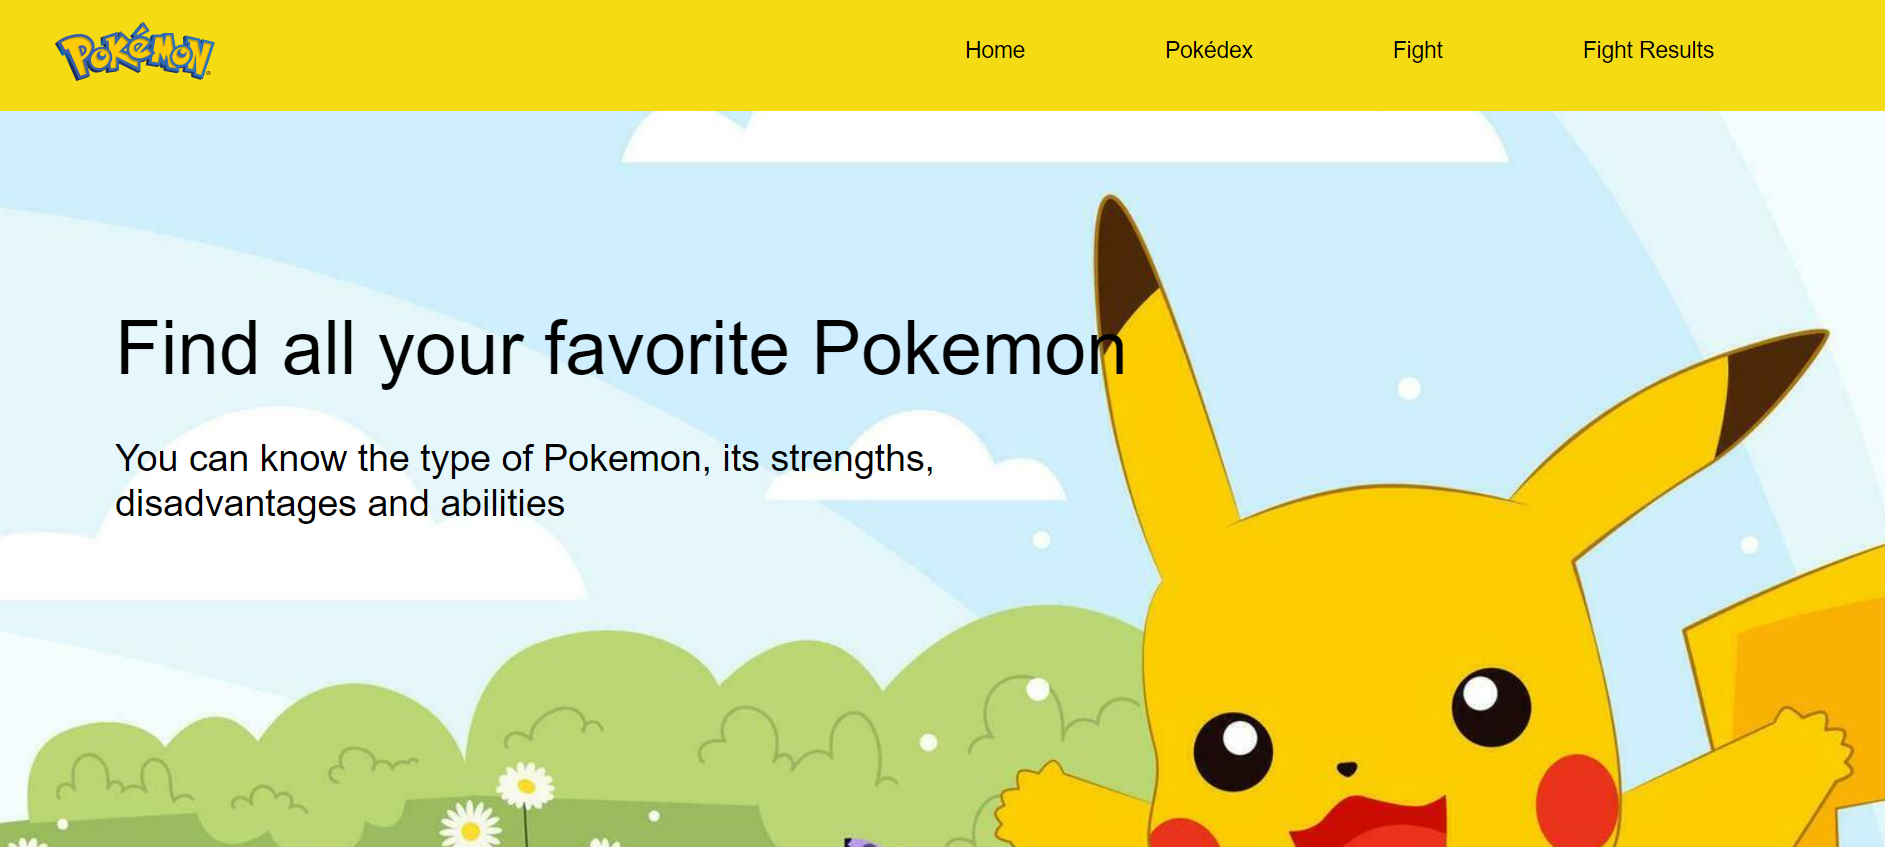 Pokémon
Home Pokédex Fight Fight Results
Find all your favorite Pokemon
You can know the type of Pokemon, its strengths,
disadvantages and abilities